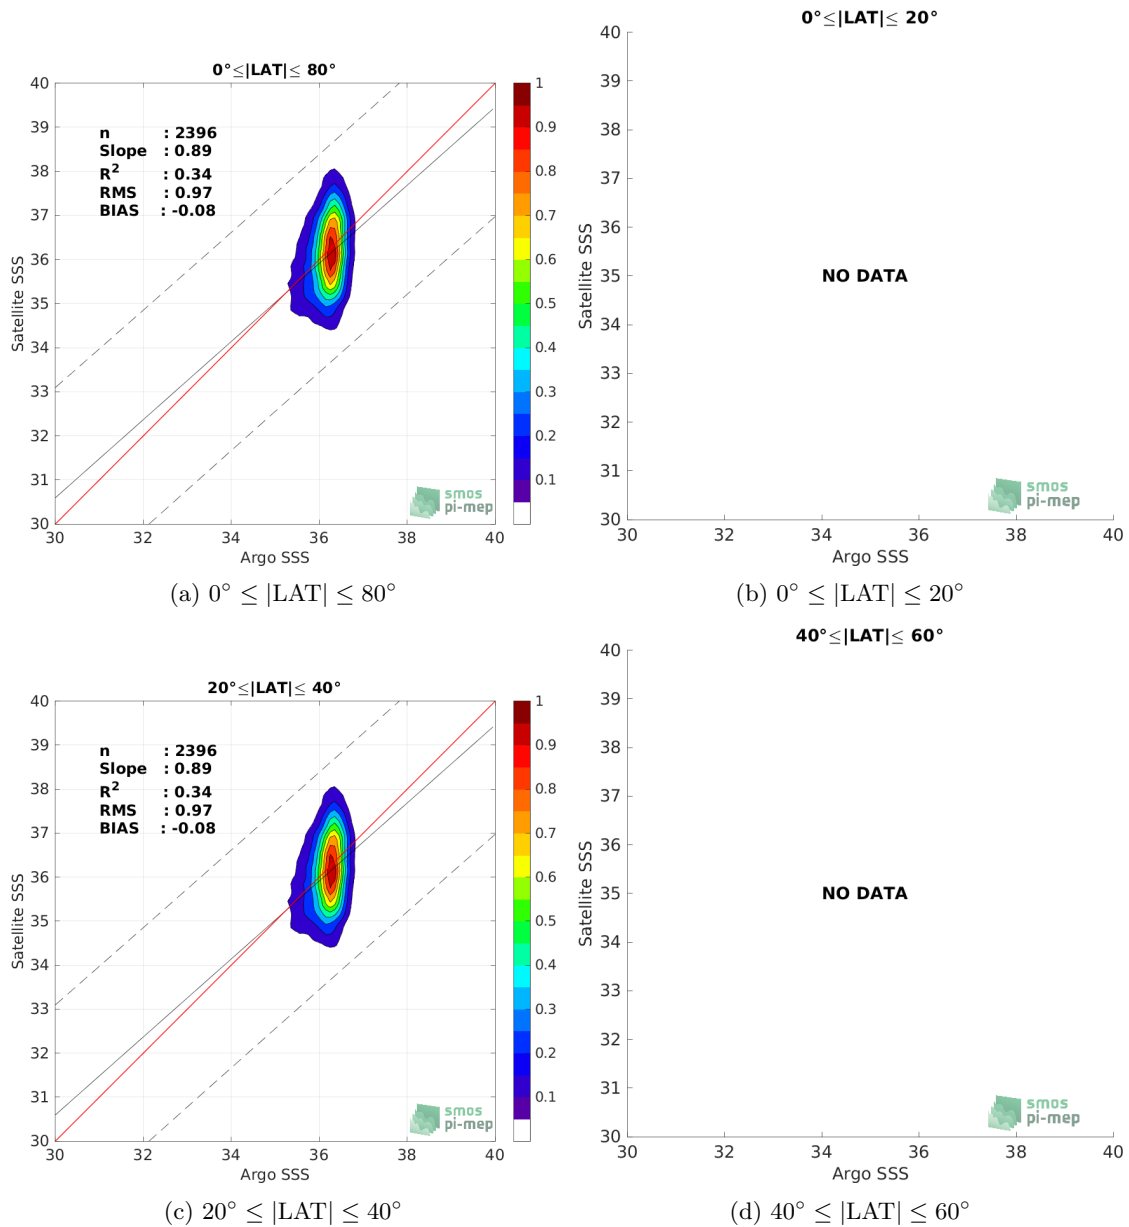 0°≤|LAT|≤ 80°
40
39
38
37
36
35
34
33
32
31
30
Satellite SSS
n : 2396
Slope : 0.89
R² : 0.34
RMS : 0.97
BIAS : -0.08
smos
pi-mep
30 32 34 36 38 40
Argo SSS
1
0.9
0.8
0.7
0.6
0.5
0.4
0.3
0.2
0.1
(a) 0° ≤ |LAT| ≤ 80°
0°≤|LAT|≤ 20°
40
39
38
37
36
35
34
33
32
31
30
Satellite SSS
NO DATA
smos
pi-mep
30 32 34 36 38 40
Argo SSS
(b) 0° ≤ |LAT| ≤ 20°
20°≤|LAT|≤ 40°
40
39
38
37
36
35
34
33
32
31
30
Satellite SSS
n : 2396
Slope : 0.89
R² : 0.34
RMS : 0.97
BIAS : -0.08
smos
pi-mep
30 32 34 36 38 40
Argo SSS
1
0.9
0.8
0.7
0.6
0.5
0.4
0.3
0.2
0.1
(c) 20° ≤ |LAT| ≤ 40°
40°≤|LAT|≤ 60°
40
39
38
37
36
35
34
33
32
31
30
Satellite SSS
NO DATA
smos
pi-mep
30 32 34 36 38 40
Argo SSS
(d) 40° ≤ |LAT| ≤ 60°